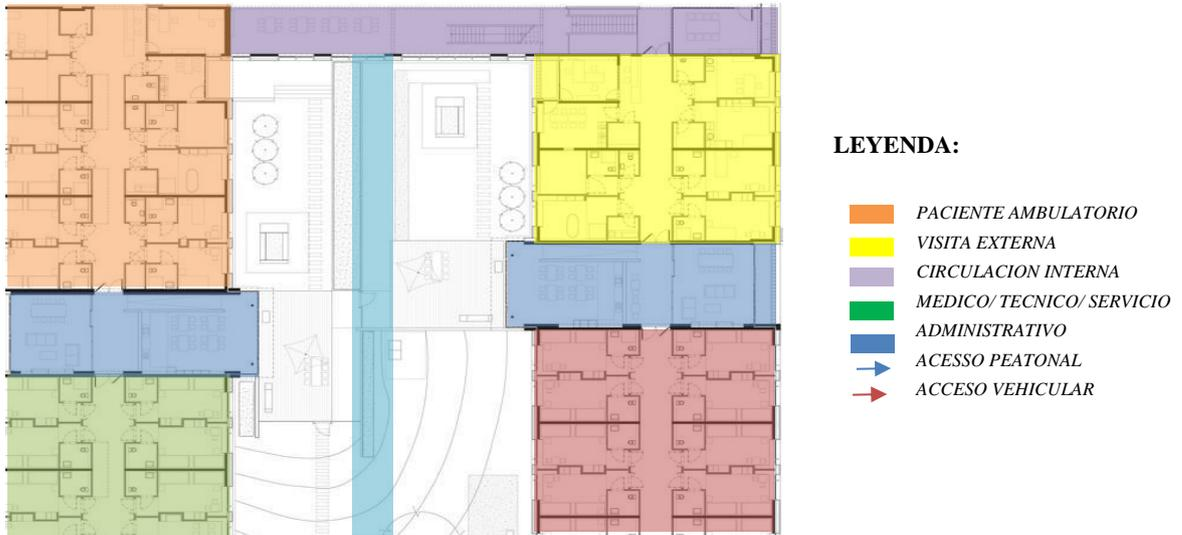 LEYENDA:
PACIENTE AMBULATORIO
VISITA EXTERNA
CIRCULACION INTERNA
MEDICO/ TECNICO/ SERVICIO
ADMINISTRATIVO
ACESSO PEATONAL
ACCESO VEHICULAR